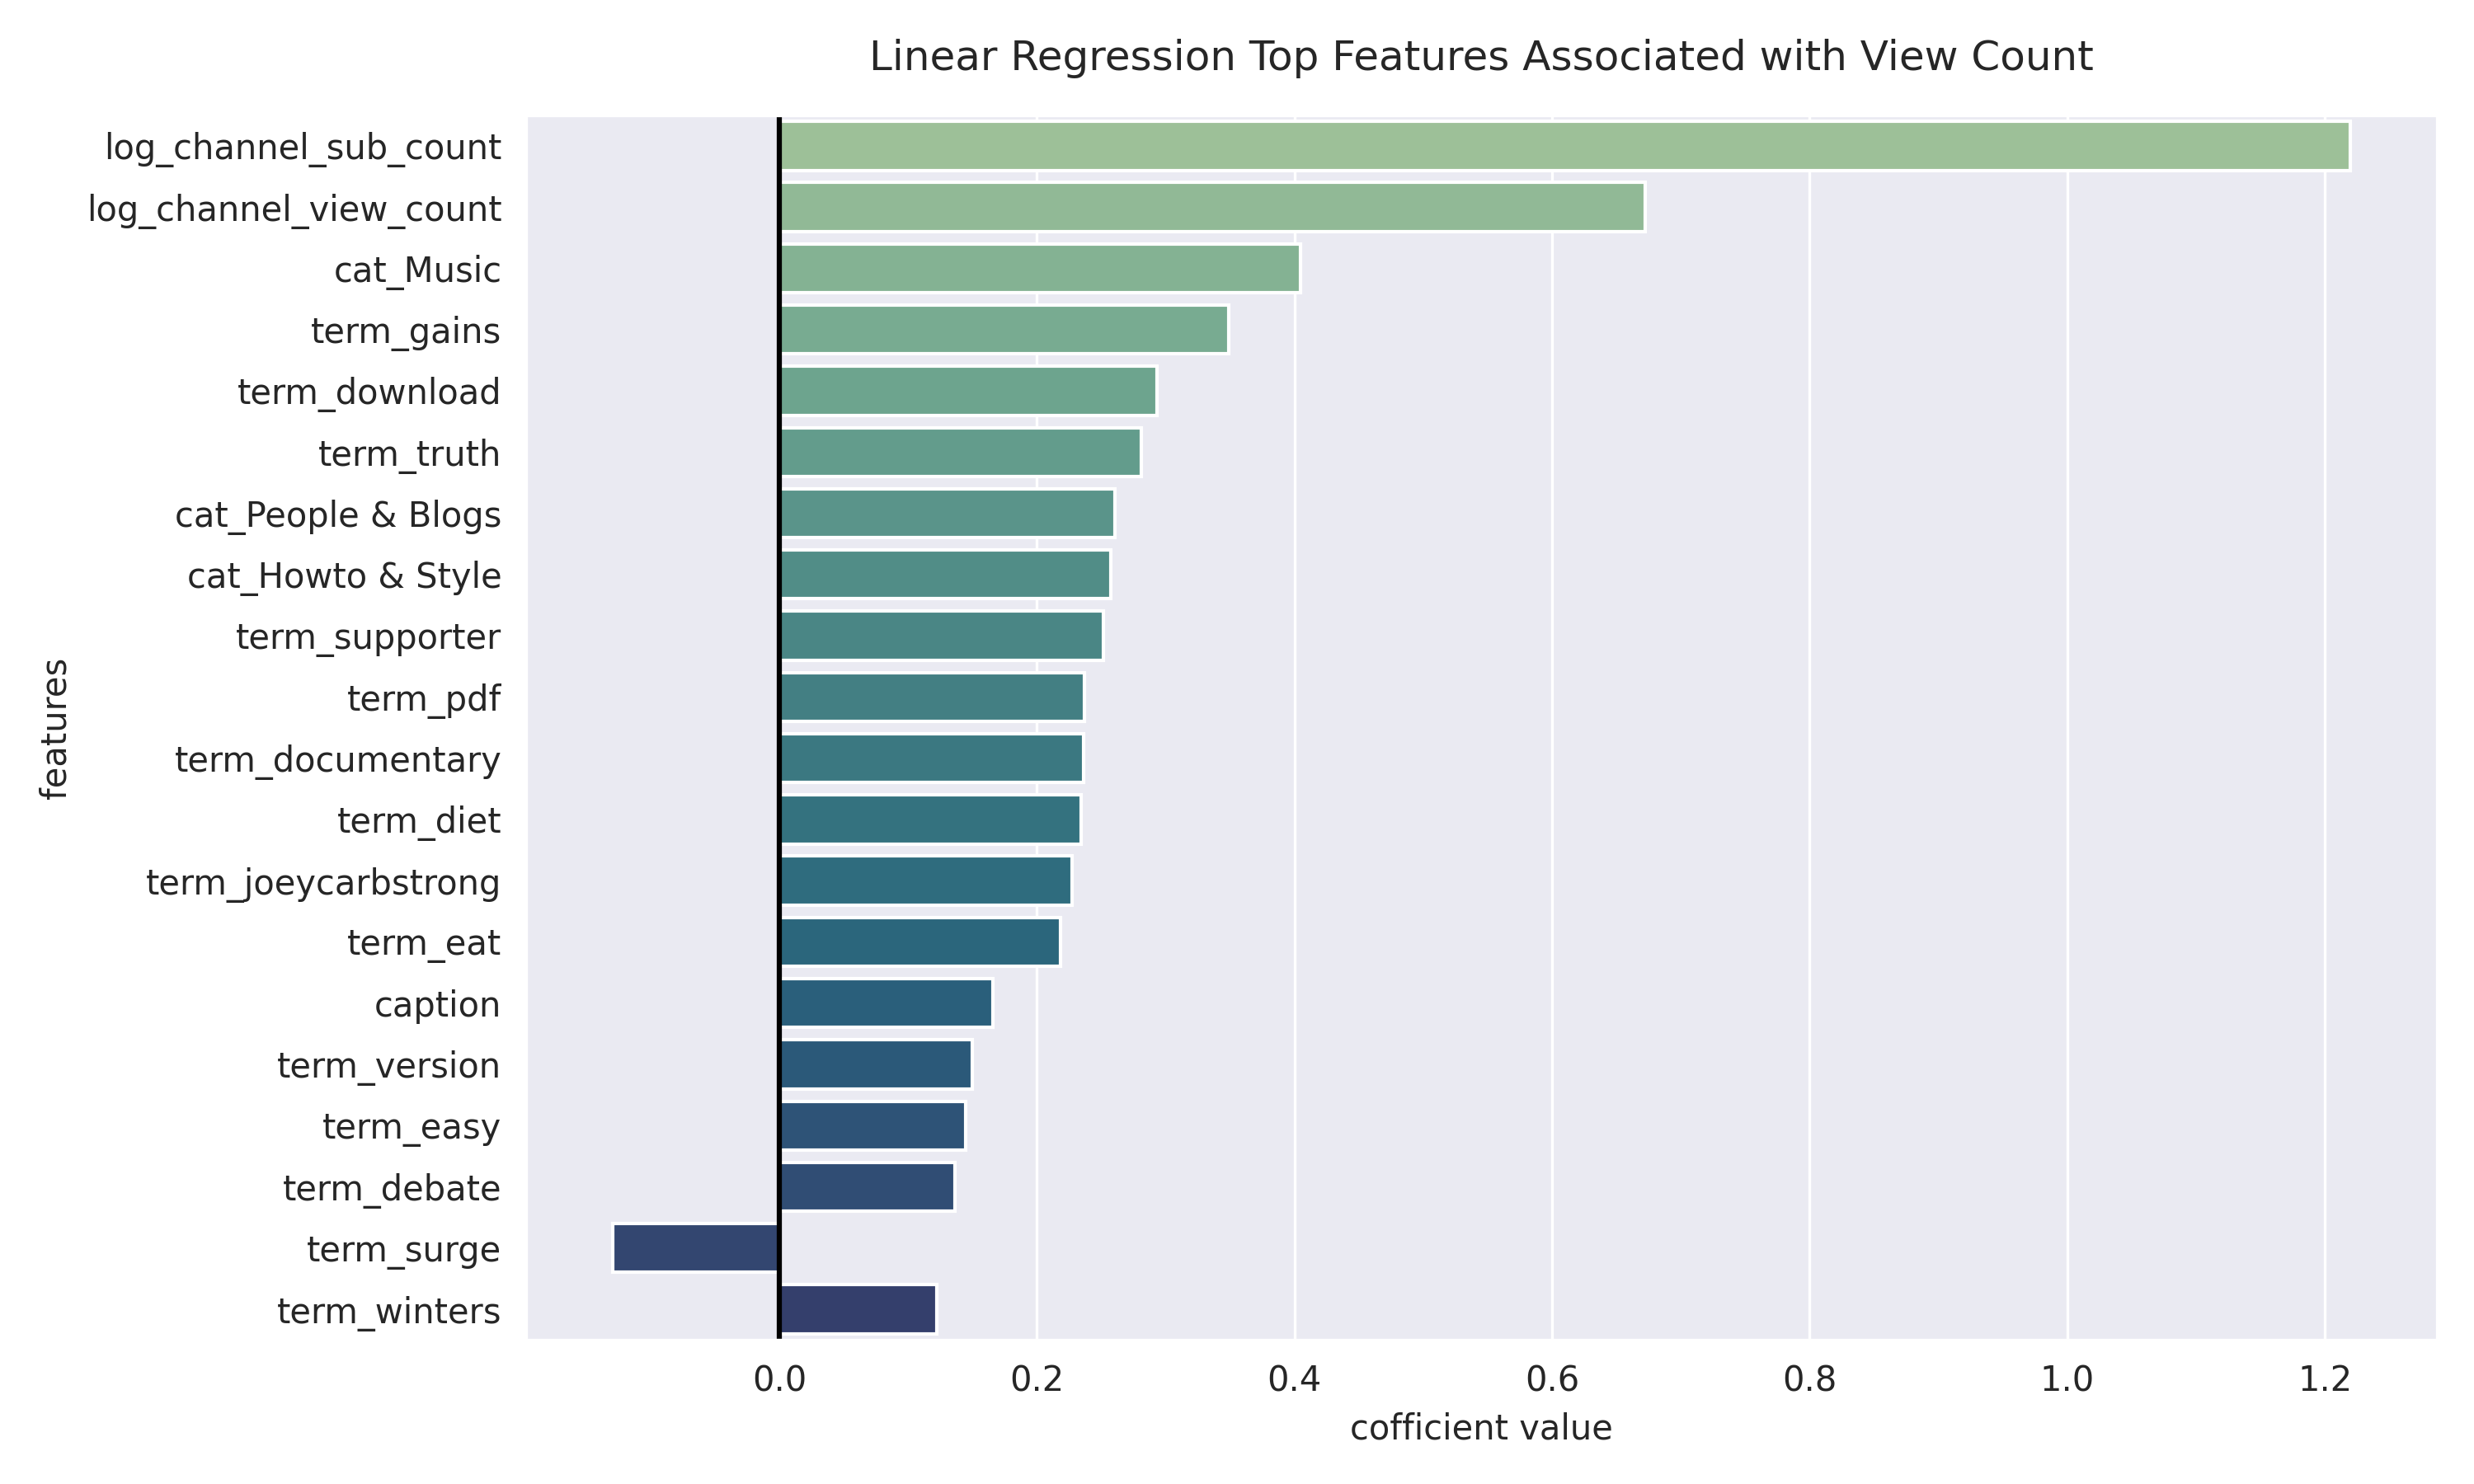 Linear Regression Top Features Associated with View Count
log_channel_sub_count
log_channel_view_count
cat_Music
term_gains
term_download
term_truth
cat_People & Blogs
cat_Howto & Style
term_supporter
term_pdf
term_documentary
term_diet
term_joeycarbstrong
term_eat
caption
term_version
term_easy
term_debate
term_surge
term_winters
features
0.0 0.2 0.4 0.6 0.8 1.0 1.2
cofficient value